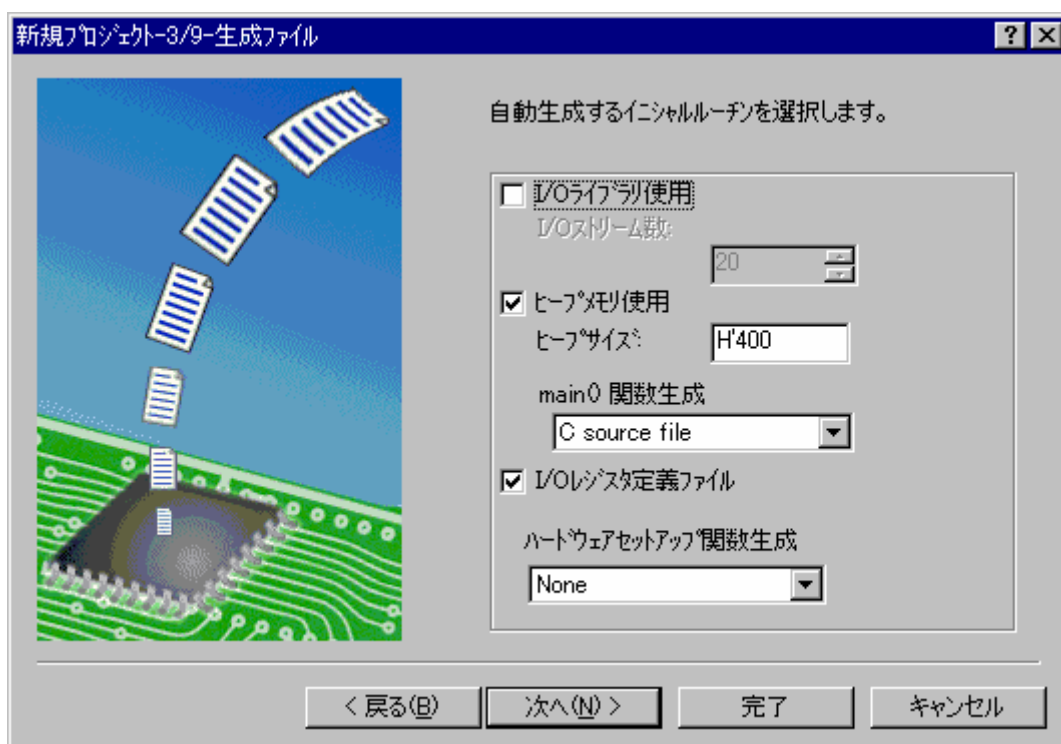 新規ﾌﾟﾛｼﾞｪｸﾄ-3/9-生成ファイル
自動生成するｲﾆｼｬﾙﾙｰﾁﾝを選択します。
I/Oﾗｲﾌﾞﾗﾘ使用
I/Oｽﾄﾘｰﾑ数:
20
ﾋｰﾌﾟﾒﾓﾘ使用
ﾋｰﾌﾟｻｲｽﾞ:
H'400
main() 関数生成
C source file
I/Oﾚｼﾞｽﾀ定義ファイル
ﾊｰﾄﾞｳｪｱｾｯﾄｱｯﾌﾟ関数生成
None
< 戻る(B)
次へ(N) >
完了
キャンセル